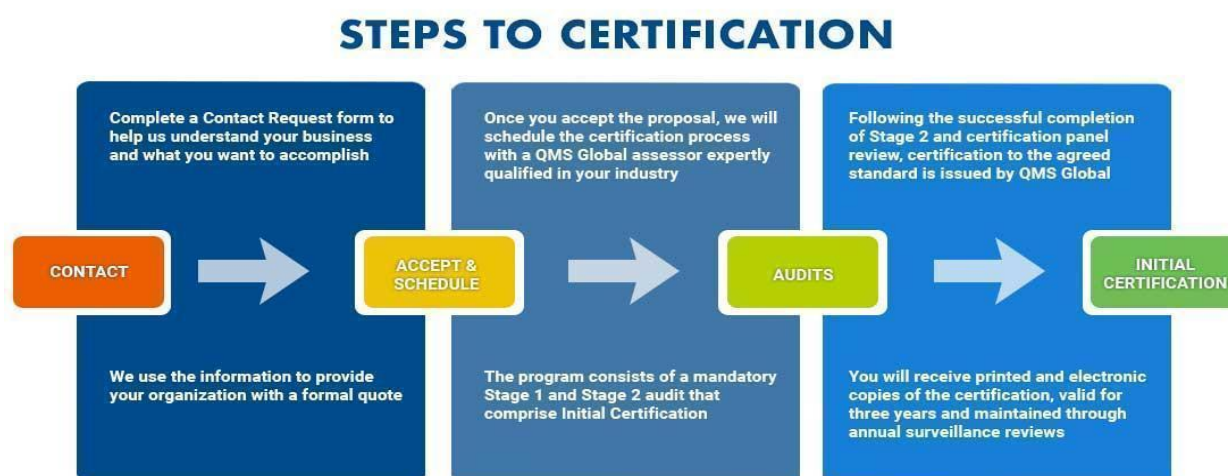 STEPS TO CERTIFICATION
Complete a Contact Request form to
help us understand your business
and what you want to accomplish
Once you accept the proposal, we will
schedule the certification process
with a QMS Global assessor expertly
qualified in your industry
Following the successful completion
of Stage 2 and certification panel
review, certification to the agreed
standard is issued by QMS Global
CONTACT
ACCEPT &
SCHEDULE
AUDITS
INITIAL
CERTIFICATION
We use the information to provide
your organization with a formal quote
The program consists of a mandatory
Stage 1 and Stage 2 audit that
comprise Initial Certification
You will receive printed and electronic
copies of the certification, valid for
three years and maintained through
annual surveillance reviews